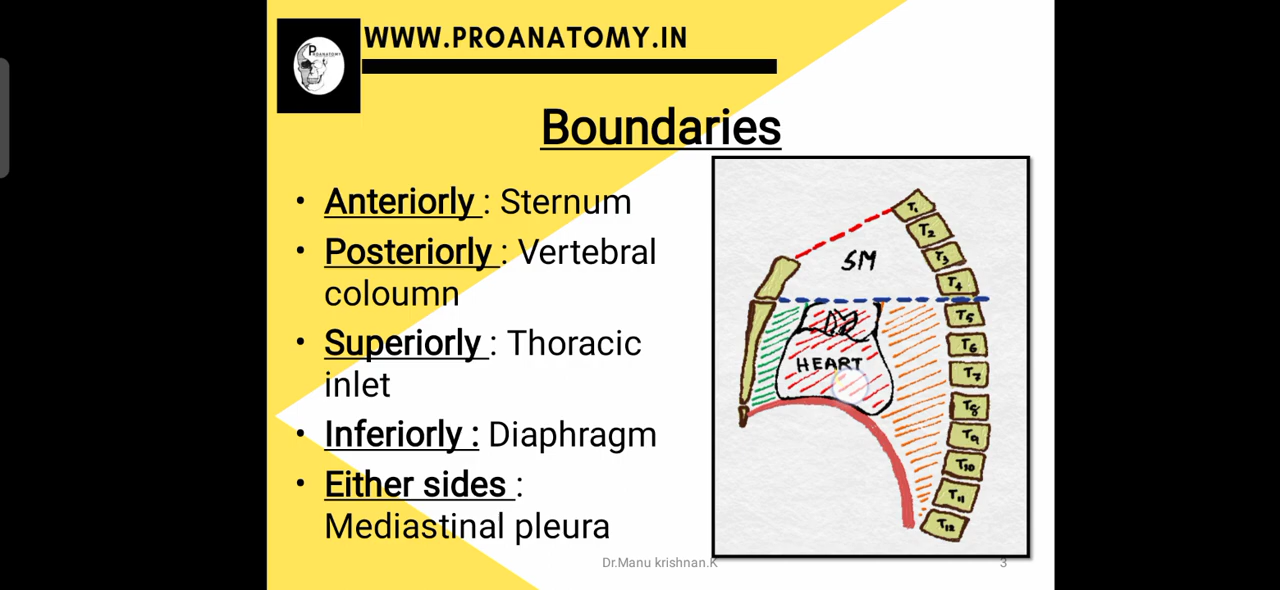 WWW.PROANATOMY.IN
PROANATOMY
Boundaries
• Anteriorly : Sternum
• Posteriorly : Vertebral
coloumn
• Superiorly : Thoracic
inlet
• Inferiorly : Diaphragm
• Either sides :
Mediastinal pleura
T1
T2
SM
T3
T4
T5
T6
HEART
T7
T8
T9
T10
T11
T12
Dr.Manu krishnan.K
3